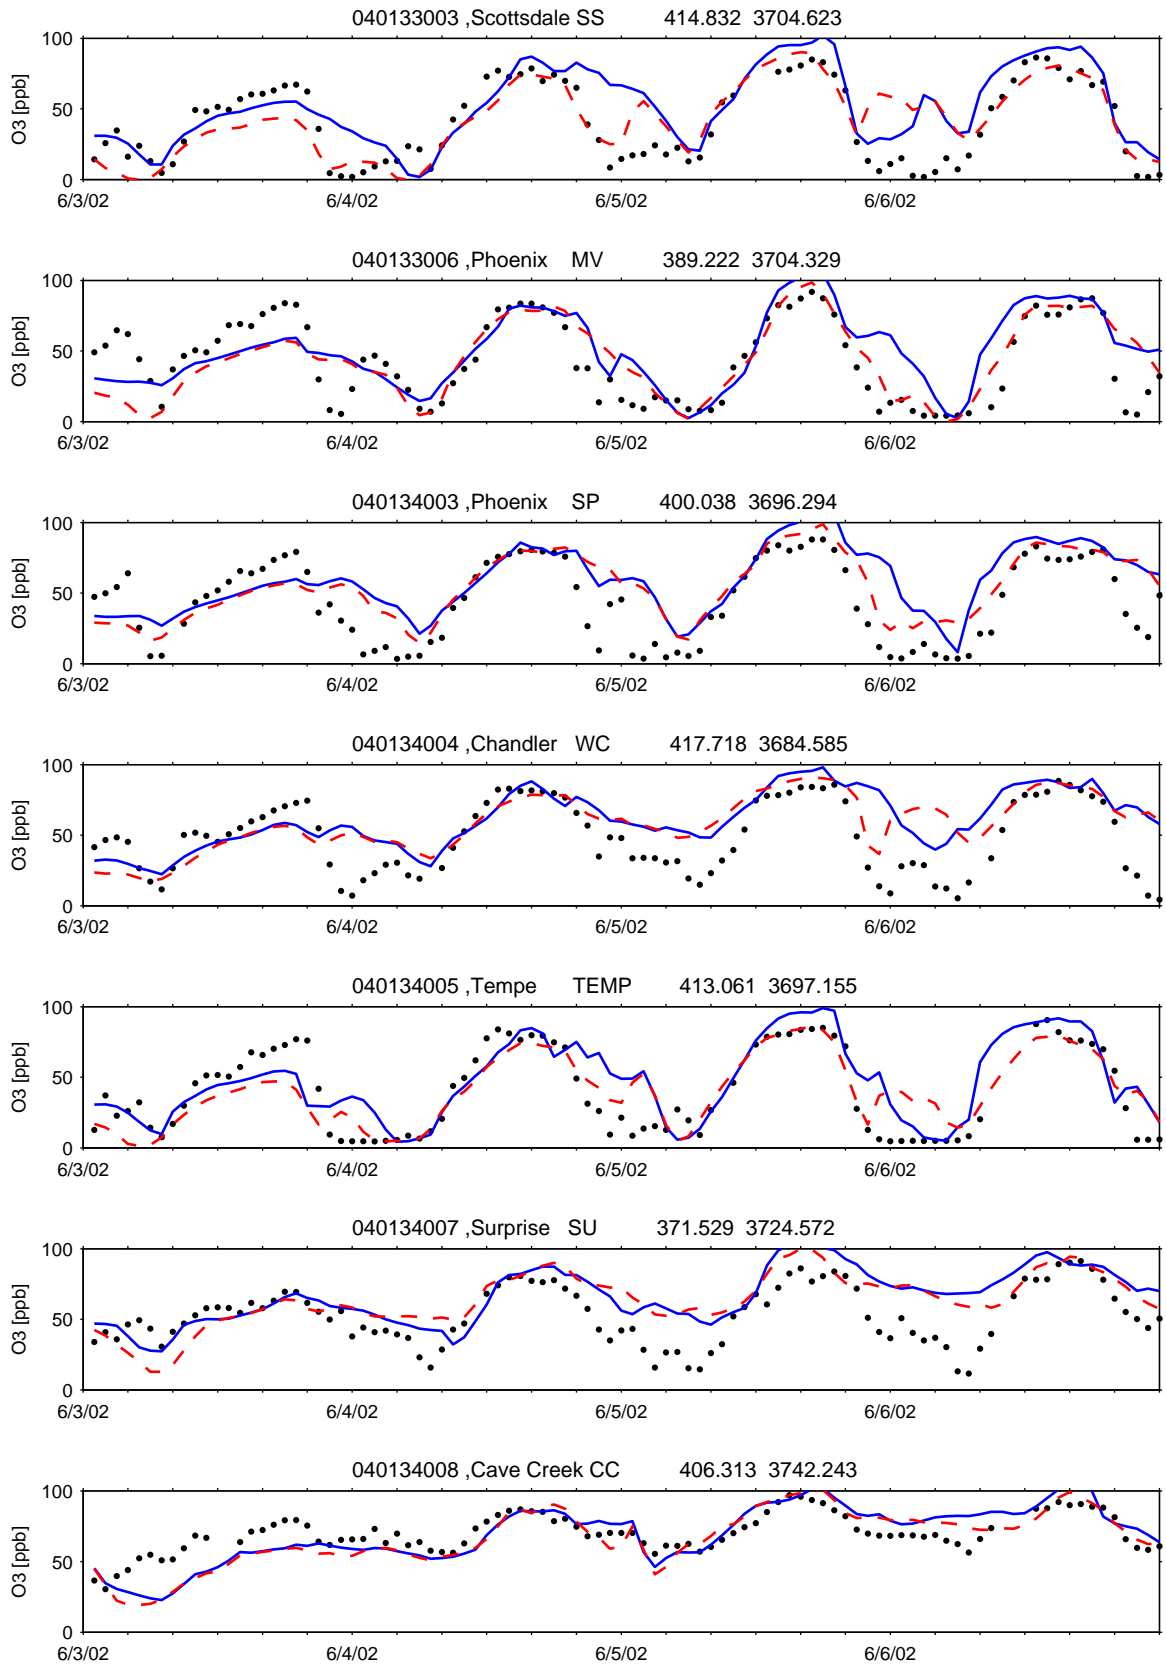 040133003 ,Scottsdale SS 414.832 3704.623
100
50
0
O3 [ppb]
6/3/02 6/4/02 6/5/02 6/6/02
040133006 ,Phoenix MV 389.222 3704.329
100
50
0
O3 [ppb]
6/3/02 6/4/02 6/5/02 6/6/02
040134003 ,Phoenix SP 400.038 3696.294
100
50
0
O3 [ppb]
6/3/02 6/4/02 6/5/02 6/6/02
040134004 ,Chandler WC 417.718 3684.585
100
50
0
O3 [ppb]
6/3/02 6/4/02 6/5/02 6/6/02
040134005 ,Tempe TEMP 413.061 3697.155
100
50
0
O3 [ppb]
6/3/02 6/4/02 6/5/02 6/6/02
040134007 ,Surprise SU 371.529 3724.572
100
50
0
O3 [ppb]
6/3/02 6/4/02 6/5/02 6/6/02
040134008 ,Cave Creek CC 406.313 3742.243
100
50
0
O3 [ppb]
6/3/02 6/4/02 6/5/02 6/6/02